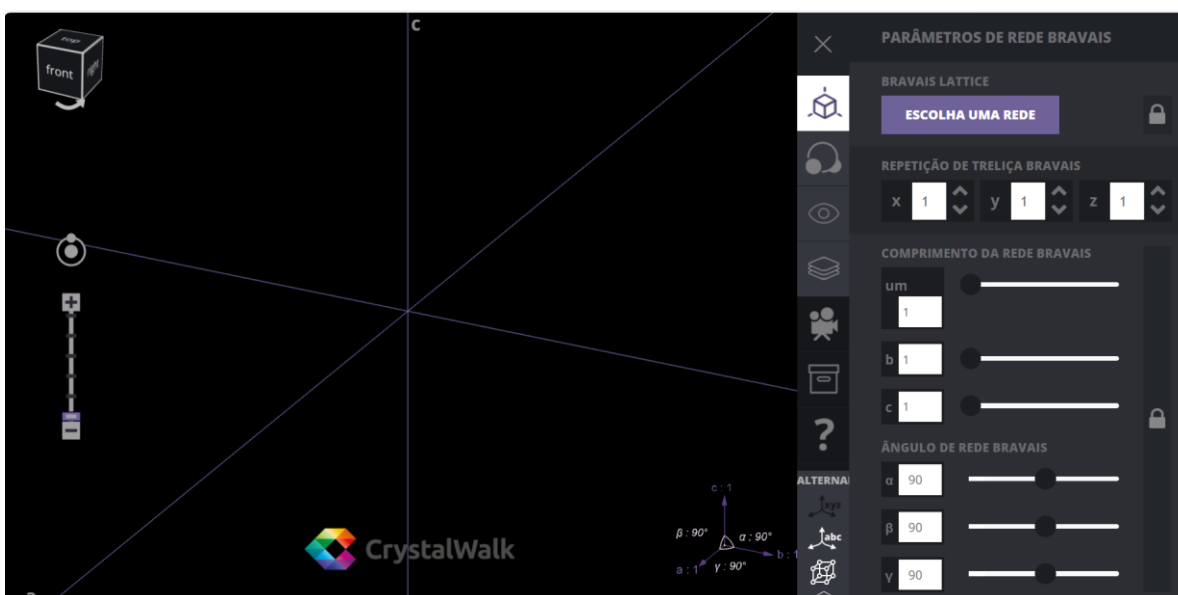 c
top
front
right
PARÂMETROS DE REDE BRAVAIS
BRAVAIS LATTICE
ESCOLHA UMA REDE
REPETIÇÃO DE TRELIÇA BRAVAIS
x 1 y 1 z 1
COMPRIMENTO DA REDE BRAVAIS
um
1
b 1
c 1
ÂNGULO DE REDE BRAVAIS
α 90
β 90
γ 90
?
ALTERNA
xyz
abc
c : 1
β : 90° α : 90°
b : 1
a : 1 γ : 90°
CrystalWalk